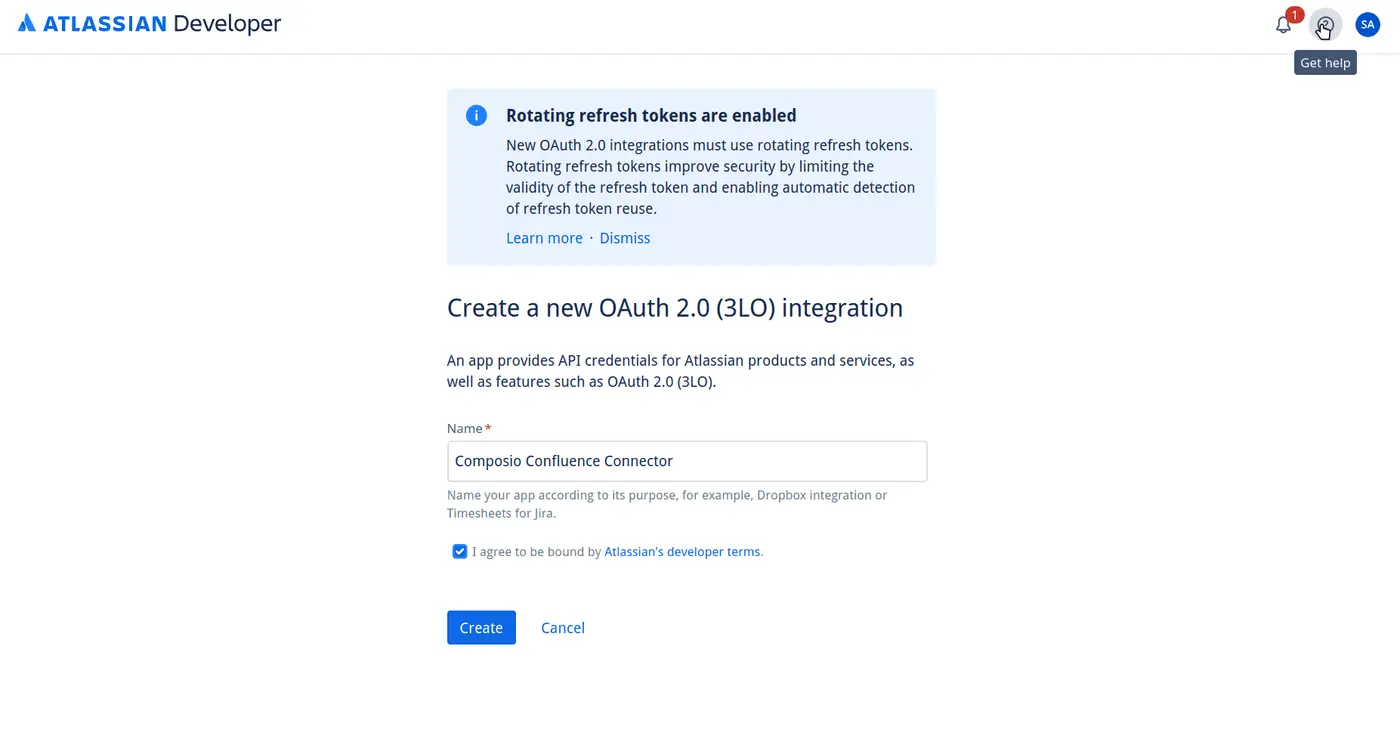 ATLASSIAN Developer
1
?
SA
Get help
i
Rotating refresh tokens are enabled
New OAuth 2.0 integrations must use rotating refresh tokens.
Rotating refresh tokens improve security by limiting the
validity of the refresh token and enabling automatic detection
of refresh token reuse.
Learn more · Dismiss
Create a new OAuth 2.0 (3LO) integration
An app provides API credentials for Atlassian products and services, as
well as features such as OAuth 2.0 (3LO).
Name*
Composio Confluence Connector
Name your app according to its purpose, for example, Dropbox integration or
Timesheets for Jira.
I agree to be bound by Atlassian's developer terms.
Create Cancel